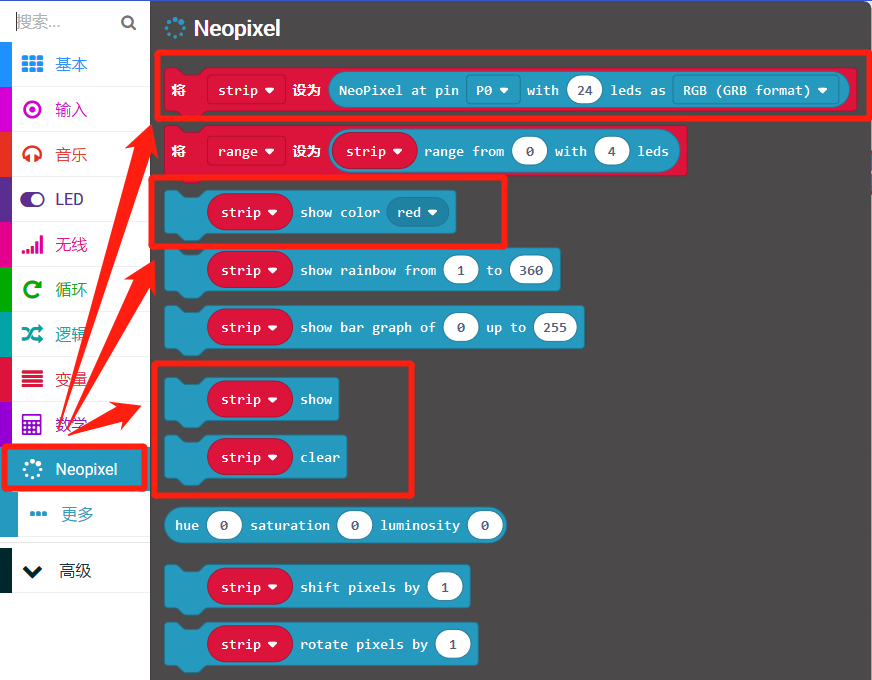 搜索...
基本
输入
音乐
LED
无线
循环
逻辑
变量
数学
Neopixel
更多
高级
Neopixel
将 strip 设为 NeoPixel at pin P0 with 24 leds as RGB (GRB format)
将 range 设为 strip range from 0 with 4 leds
strip show color red
strip show rainbow from 1 to 360
strip show bar graph of 0 up to 255
strip show
strip clear
hue 0 saturation 0 luminosity 0
strip shift pixels by 1
strip rotate pixels by 1